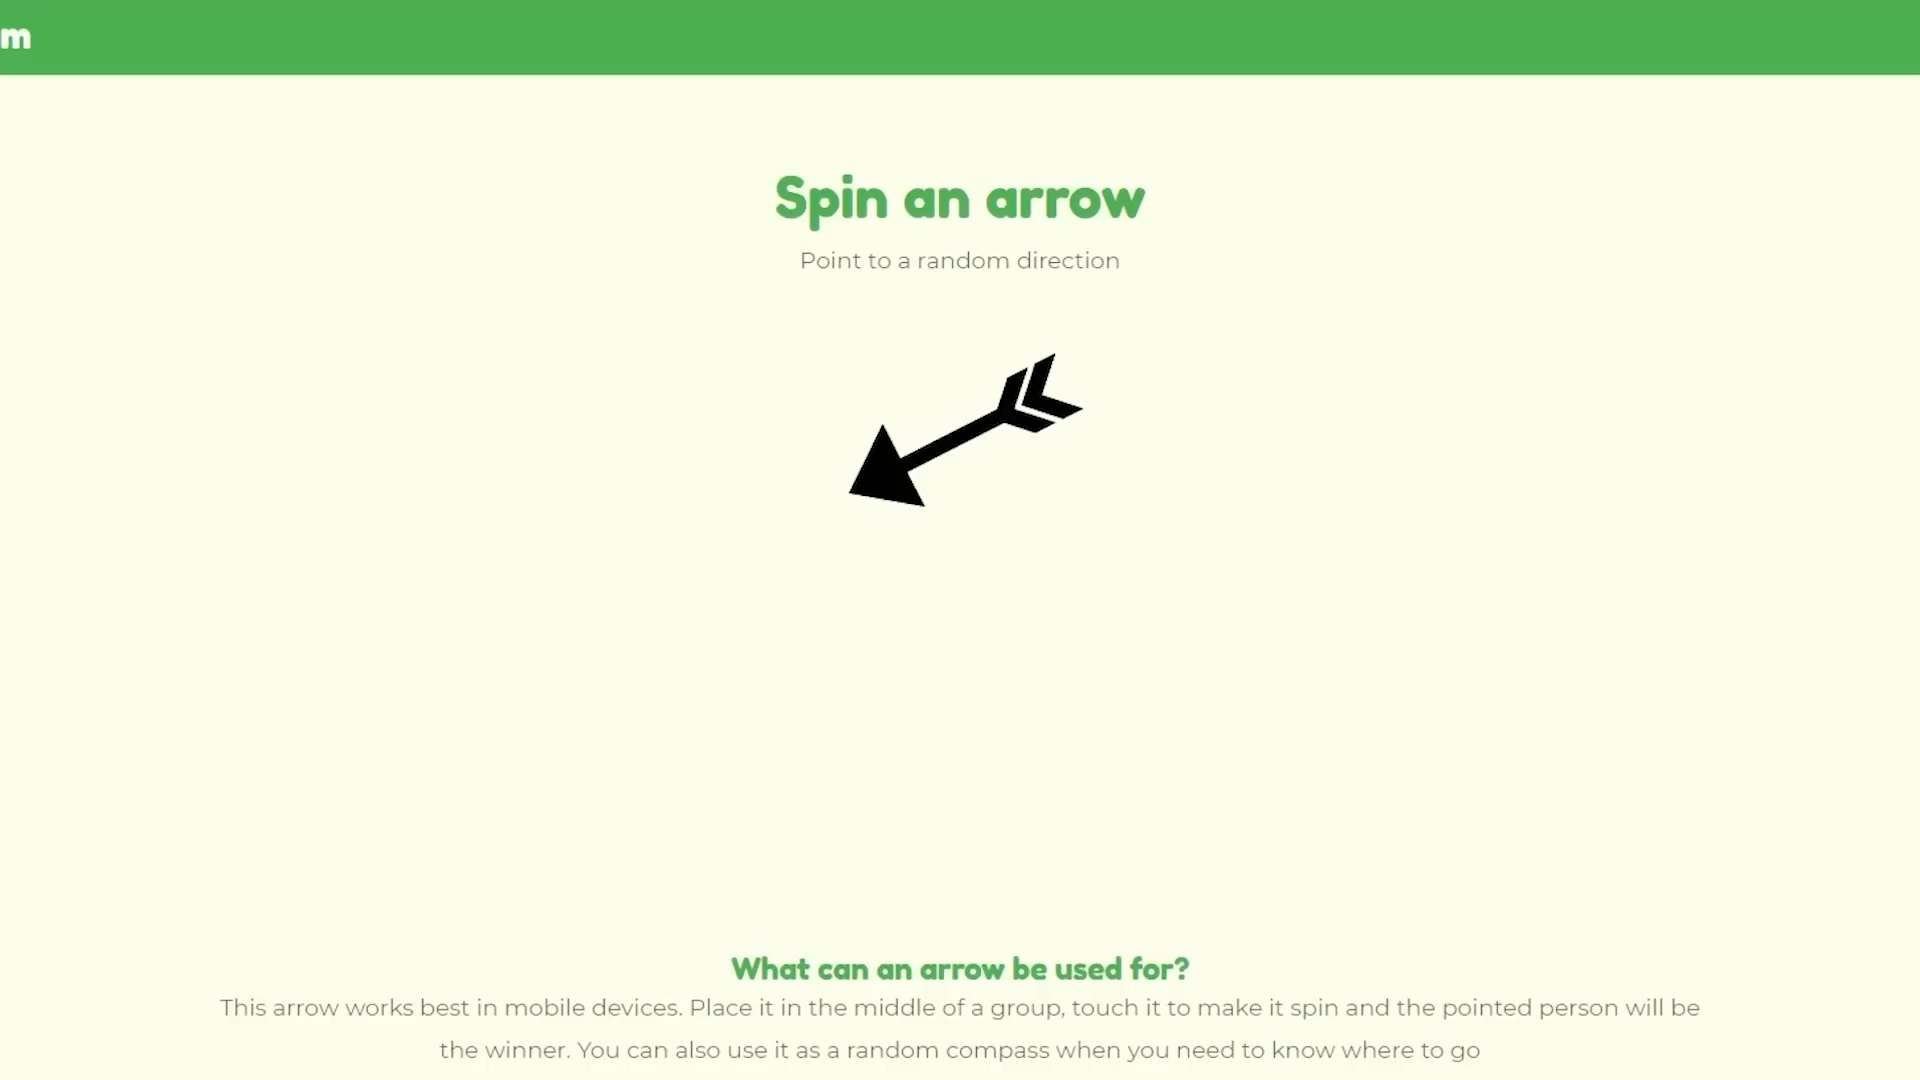 m
Spin an arrow
Point to a random direction
What can an arrow be used for?
This arrow works best in mobile devices. Place it in the middle of a group, touch it to make it spin and the pointed person will be
the winner. You can also use it as a random compass when you need to know where to go